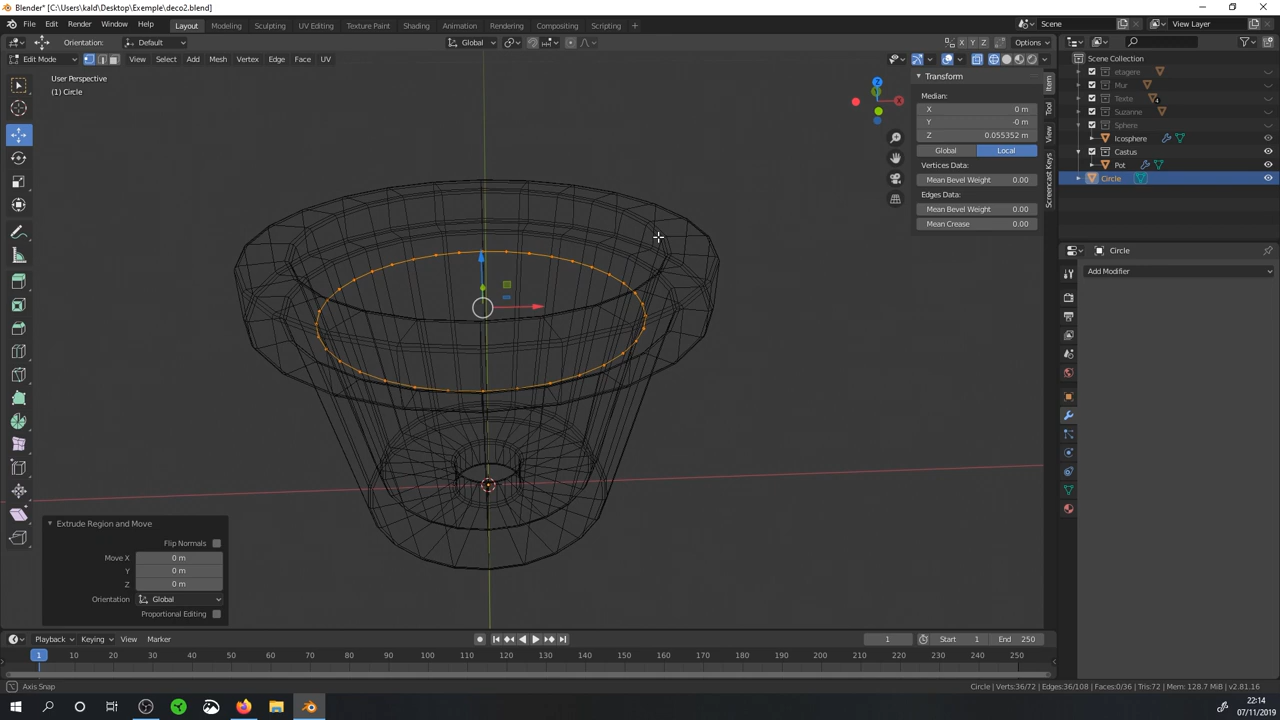 Blender* [C:\Users\kald\Desktop\Exemple\deco2.blend]
File Edit Render Window Help Layout Modeling Sculpting UV Editing Texture Paint Shading Animation Rendering Compositing Scripting + Scene View Layer
Orientation: Default Global X Y Z Options
Edit Mode View Select Add Mesh Vertex Edge Face UV
User Perspective
(1) Circle
Transform
Median:
X 0 m
Y -0 m
Z 0.055352 m
Global Local
Vertices Data:
Mean Bevel Weight 0.00
Edges Data:
Mean Bevel Weight 0.00
Mean Crease 0.00
Item
Tool
View
Screencast Keys
Z
X
Scene Collection
etagere
Mur
Texte 4
Suzanne
Sphere
Icosphere
Castus
Pot
Circle
Circle
Add Modifier
Extrude Region and Move
Flip Normals
Move X 0 m
Y 0 m
Z 0 m
Orientation Global
Proportional Editing
Playback Keying View Marker 1 Start 1 End 250
1 10 20 30 40 50 60 70 80 90 100 110 120 130 140 150 160 170 180 190 200 210 220 230 240 250
Axis Snap
Circle | Verts:36/72 | Edges:36/108 | Faces:0/36 | Tris:72 | Mem: 128.7 MiB | v2.81.16
22:14
07/11/2019